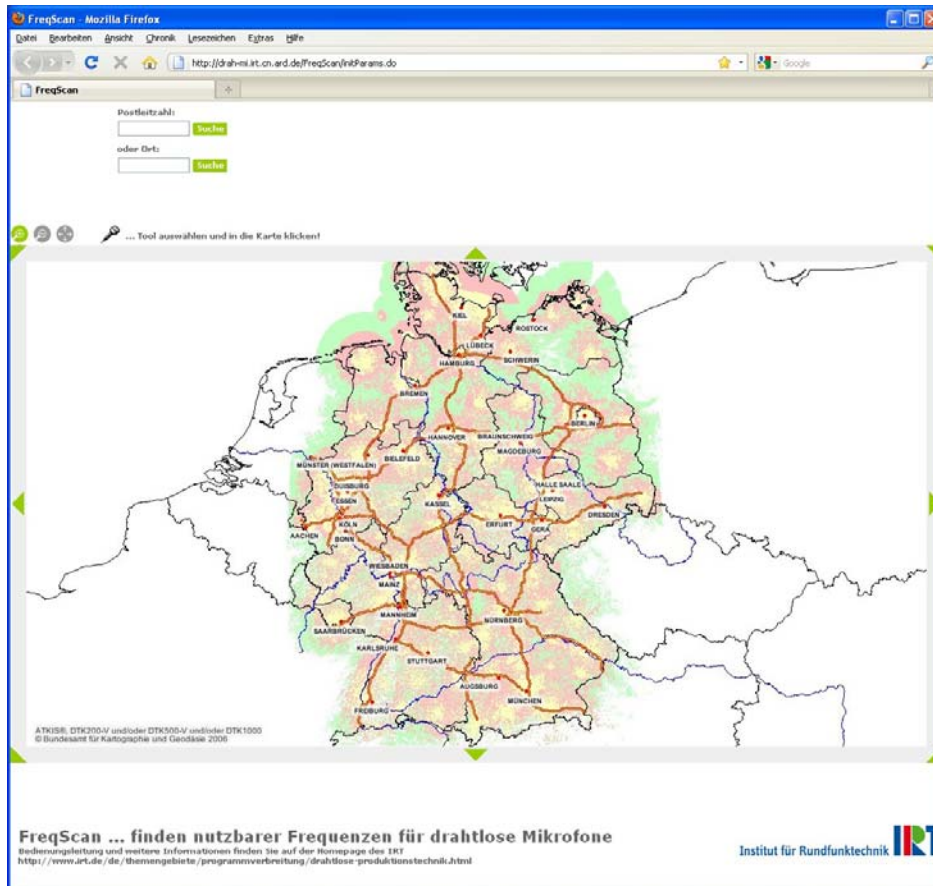 FreqScan - Mozilla Firefox
Datei Bearbeiten Ansicht Chronik Lesezeichen Extras Hilfe
http://drahmi.irt.cn.ard.de/FreqScan/initParams.do
Google
FreqScan
Postleitzahl:
Suche
oder Ort:
Suche
... Tool auswählen und in die Karte klicken!
KIEL
ROSTOCK
LÜBECK
HAMBURG
SCHWERIN
BREMEN
BERLIN
HANNOVER
BRAUNSCHWEIG
MAGDEBURG
BIELEFELD
MÜNSTER (WESTFALEN)
DUISBURG
HALLE SAALE
ESSEN
KASSEL
LEIPZIG
DRESDEN
KÖLN
ERFURT
GERA
AACHEN
BONN
WIESBADEN
MAINZ
MANNHEIM
NÜRNBERG
SAARBRÜCKEN
KARLSRUHE
STUTTGART
AUGSBURG
MÜNCHEN
FREIBURG
ATKIS®, DTK200-V und/oder DTK500-V und/oder DTK1000
© Bundesamt für Kartographie und Geodäsie 2006
FreqScan ... finden nutzbarer Frequenzen für drahtlose Mikrofone
Bedienungsleitung und weitere Informationen finden Sie auf der Homepage des IRT
http://www.irt.de/de/themengebiete/programmverbreitung/drahtlose-produktionstechnik.html
Institut für Rundfunktechnik IRT